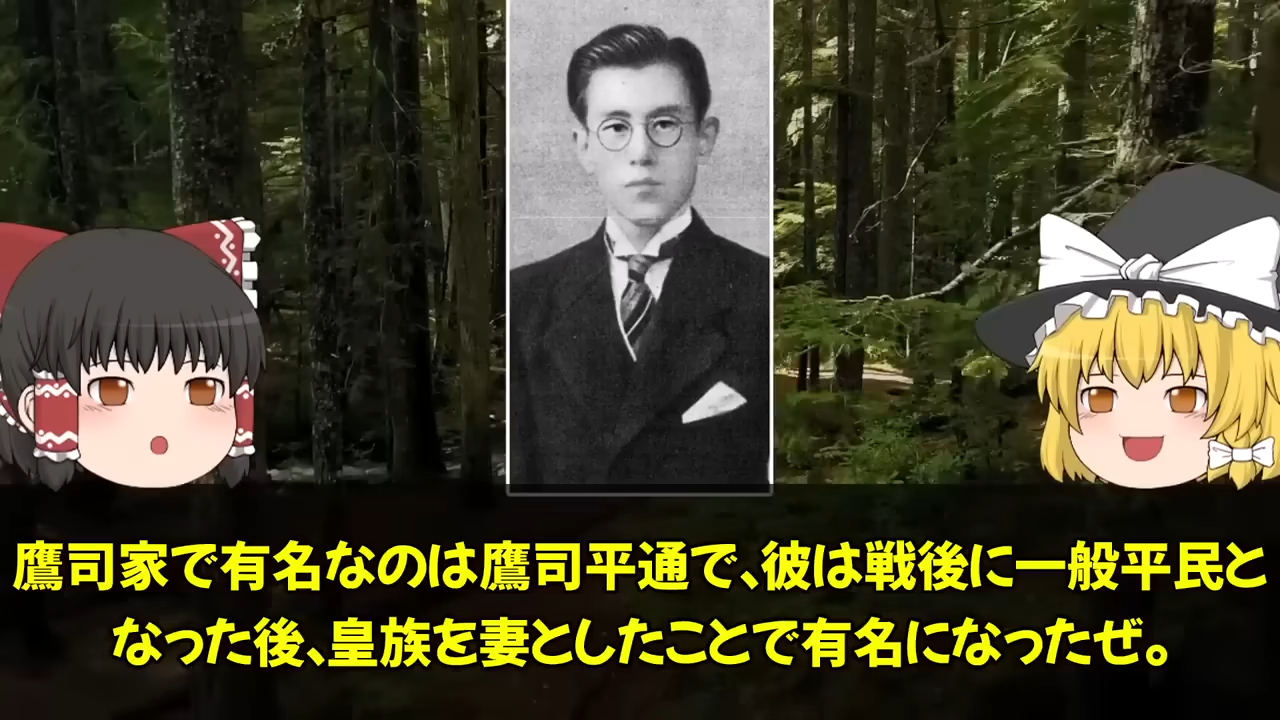 鷹司家で有名なのは鷹司平通で、彼は戦後に一般平民と
なった後、皇族を妻としたことで有名になったぜ。